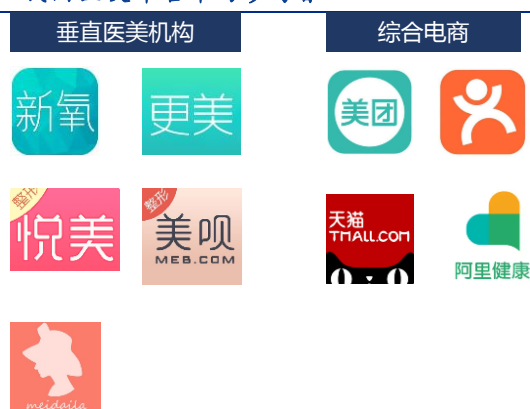 垂直医美机构
综合电商
新氧
更美
美团
整形
悦美
整形
美呗
MEB.COM
天猫
TMALL.COM
阿里健康
meidaila